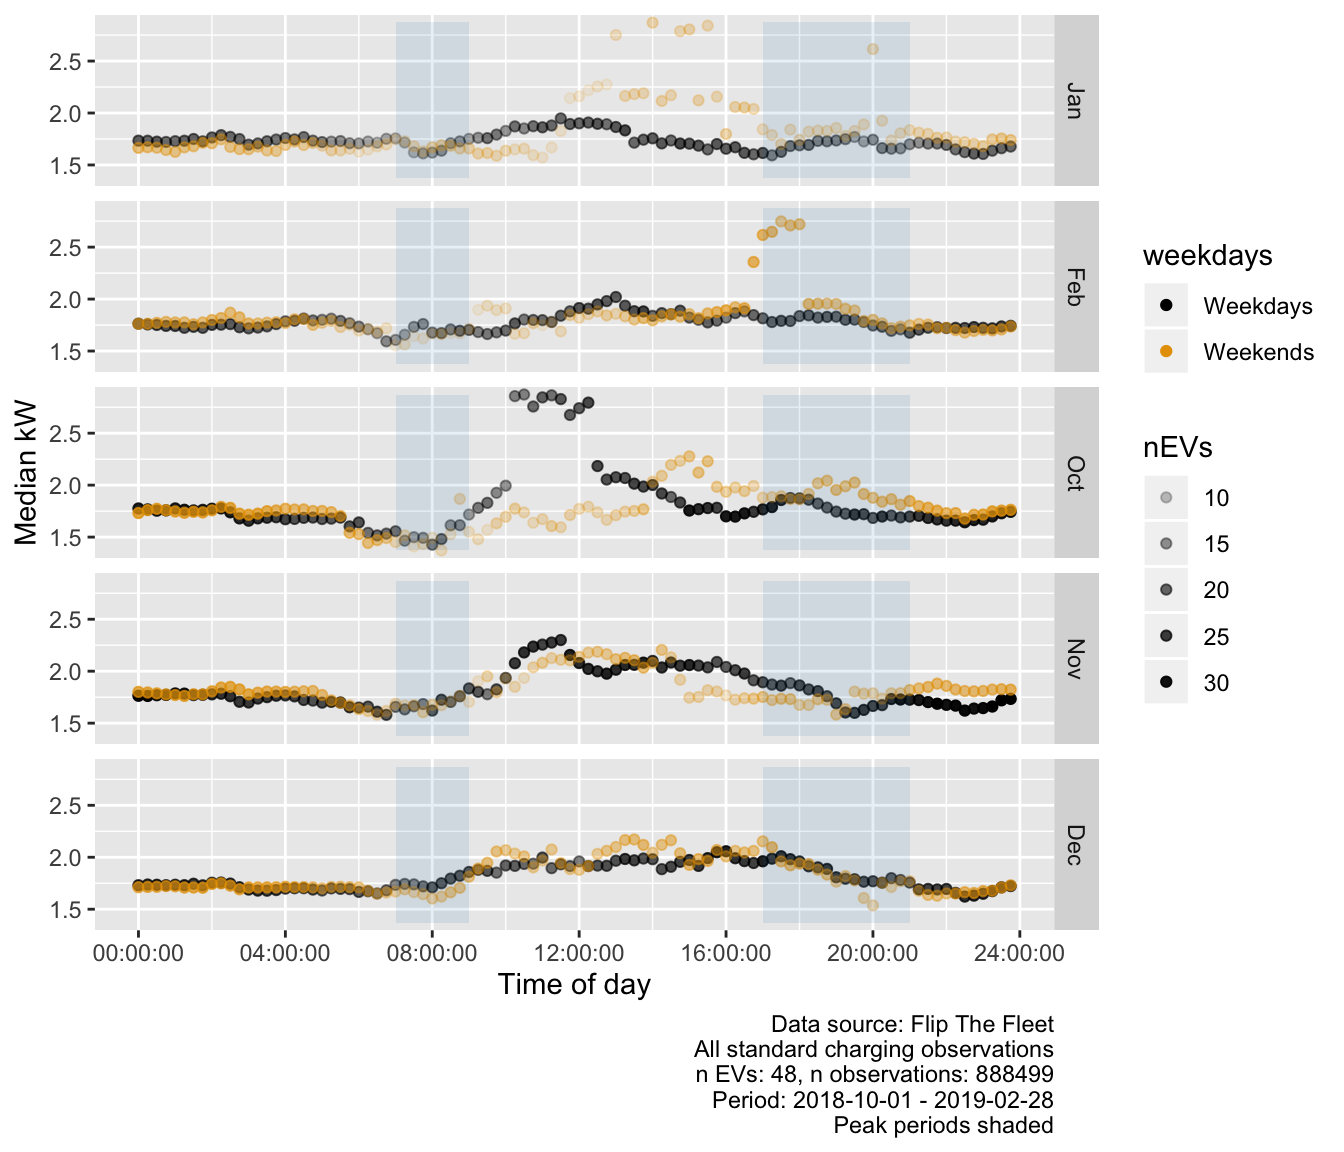 Median kW
2.5
2.0
1.5
Jan
2.5
2.0
1.5
Feb
2.5
2.0
1.5
Oct
2.5
2.0
1.5
Nov
2.5
2.0
1.5
Dec
00:00:00 04:00:00 08:00:00 12:00:00 16:00:00 20:00:00 24:00:00
Time of day
weekdays
Weekdays
Weekends
nEVs
10
15
20
25
30
Data source: Flip The Fleet
All standard charging observations
n EVs: 48, n observations: 888499
Period: 2018-10-01 - 2019-02-28
Peak periods shaded